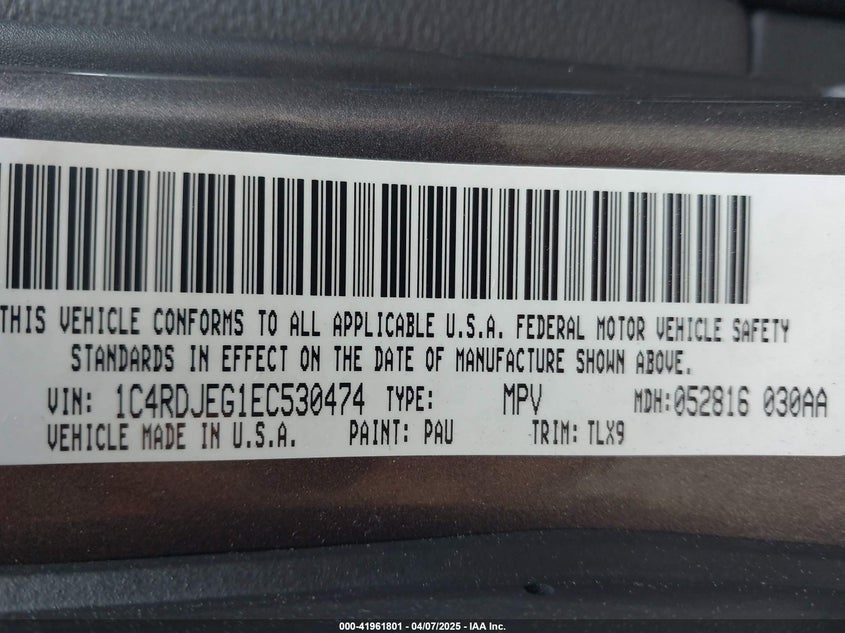 THIS VEHICLE CONFORMS TO ALL APPLICABLE U.S.A. FEDERAL MOTOR VEHICLE SAFETY
STANDARDS IN EFFECT ON THE DATE OF MANUFACTURE SHOWN ABOVE.
VIN: 1C4RDJEG1EC530474 TYPE: MPV MDH:052816 030AA
VEHICLE MADE IN U.S.A. PAINT: PAU TRIM: TLX9
000-41961801 - 04/07/2025 - IAA Inc.